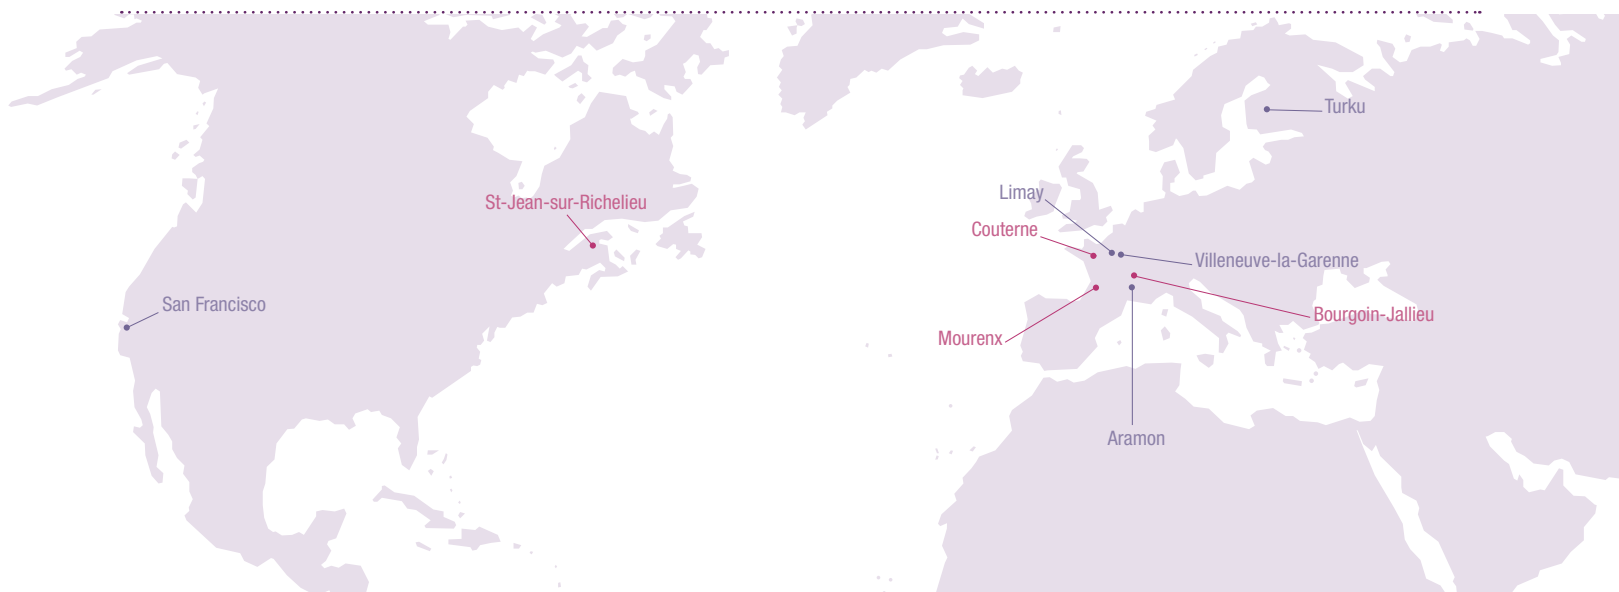 Turku
Limay
St-Jean-sur-Richelieu
Couterne
Villeneuve-la-Garenne
San Francisco
Bourgoin-Jallieu
Mourenx
Aramon